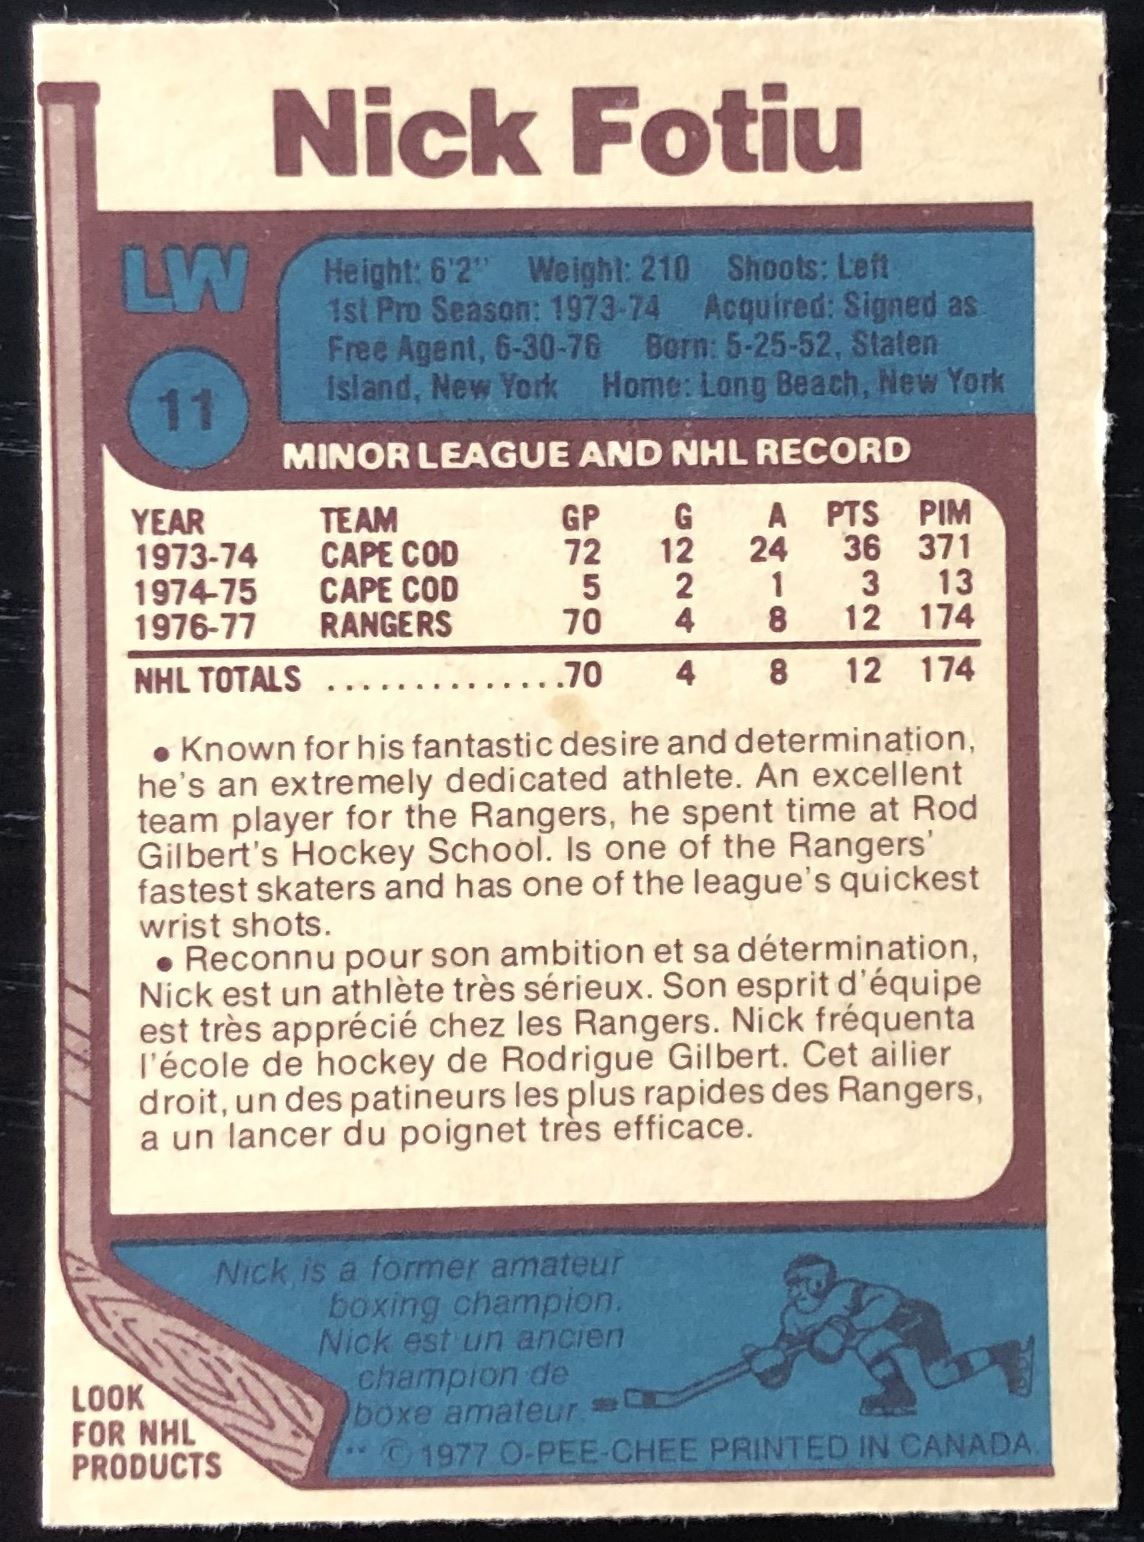 Nick Fotiu
LW
11
Height: 6'2" Weight: 210 Shoots: Left
1st Pro Season: 1973-74 Acquired: Signed as
Free Agent, 6-30-76 Born: 5-25-52, Staten
Island, New York Home: Long Beach, New York
MINOR LEAGUE AND NHL RECORD
YEAR TEAM GP G A PTS PIM
1973-74 CAPE COD 72 12 24 36 371
1974-75 CAPE COD 5 2 1 3 13
1976-77 RANGERS 70 4 8 12 174
NHL TOTALS ...............70 4 8 12 174
• Known for his fantastic desire and determination,
he's an extremely dedicated athlete. An excellent
team player for the Rangers, he spent time at Rod
Gilbert's Hockey School. Is one of the Rangers'
fastest skaters and has one of the league's quickest
wrist shots.
• Reconnu pour son ambition et sa détermination,
Nick est un athlète très sérieux. Son esprit d'équipe
est très apprécié chez les Rangers. Nick fréquenta
l'école de hockey de Rodrigue Gilbert. Cet ailier
droit, un des patineurs les plus rapides des Rangers,
a un lancer du poignet très efficace.
Nick is a former amateur
boxing champion.
Nick est un ancien
champion de
boxe amateur.
** © 1977 O-PEE-CHEE PRINTED IN CANADA
LOOK
FOR NHL
PRODUCTS